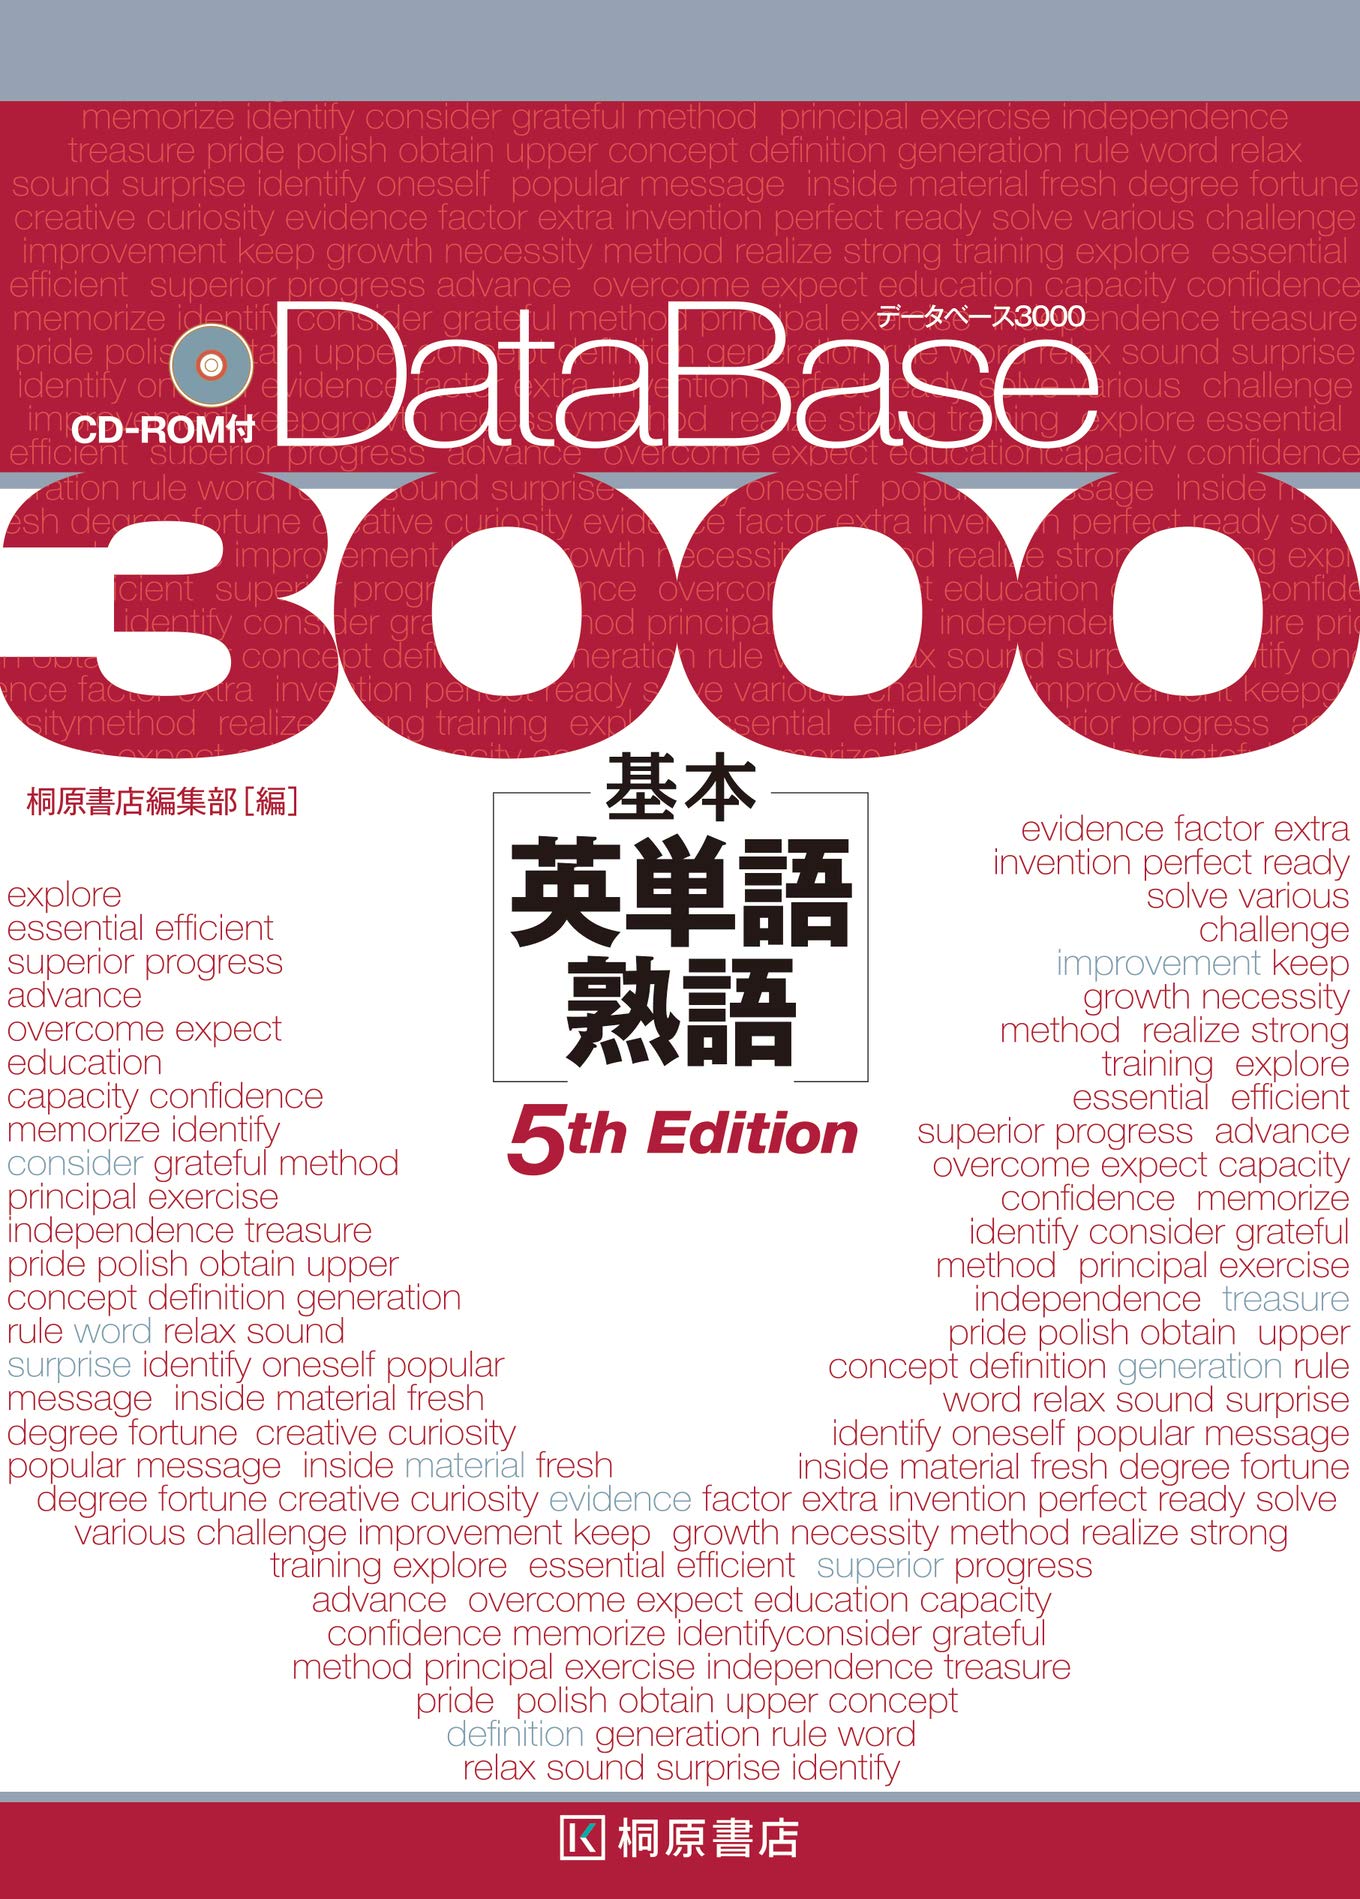 memorize identify consider grateful method principal exercise independence
treasure pride polish obtain upper concept definition generation rule word relax
sound surprise identify oneself popular message inside material fresh degree fortune
creative curiosity evidence factor extra invention perfect ready solve various challenge
improvement keep growth necessity method realize strong training explore essential
efficient superior progress advance overcome expect education capacity confidence
データベース3000
DataBase
CD-ROM付
3000
桐原書店編集部[編]
基本
英単語
熟語
5th Edition
explore
essential efficient
superior progress
advance
overcome expect
education
capacity confidence
memorize identify
consider grateful method
principal exercise
independence treasure
pride polish obtain upper
concept definition generation
rule word relax sound
surprise identify oneself popular
message inside material fresh
degree fortune creative curiosity
popular message inside material fresh
evidence factor extra
invention perfect ready
solve various
challenge
improvement keep
growth necessity
method realize strong
training explore
essential efficient
superior progress advance
overcome expect capacity
confidence memorize
identify consider grateful
method principal exercise
independence treasure
pride polish obtain upper
concept definition generation rule
word relax sound surprise
identify oneself popular message
inside material fresh degree fortune
degree fortune creative curiosity evidence factor extra invention perfect ready solve
various challenge improvement keep growth necessity method realize strong
training explore essential efficient superior progress
advance overcome expect education capacity
confidence memorize identifyconsider grateful
method principal exercise independence treasure
pride polish obtain upper concept
definition generation rule word
relax sound surprise identify
桐原書店